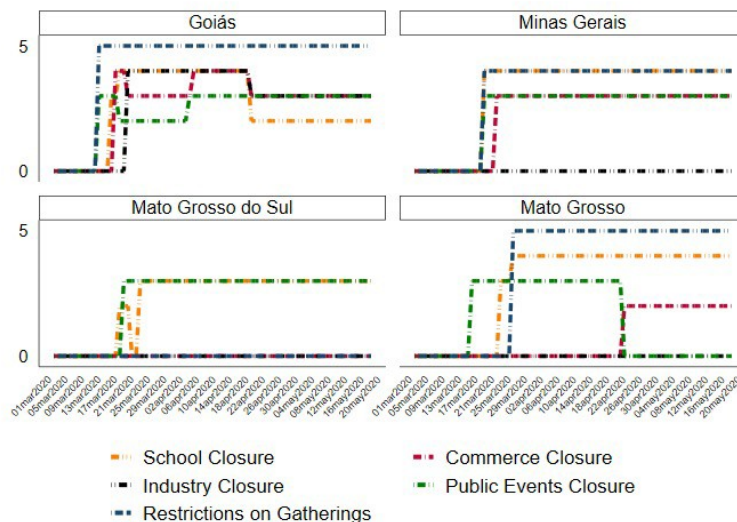 Goiás
Minas Gerais
5
0
Mato Grosso do Sul
Mato Grosso
5
0
01mar2020 05mar2020 09mar2020 13mar2020 17mar2020 21mar2020 25mar2020 29mar2020 02apr2020 06apr2020 10apr2020 14apr2020 18apr2020 22apr2020 26apr2020 30apr2020 04may2020 08may2020 12may2020 16may2020 20may2020
01mar2020 05mar2020 09mar2020 13mar2020 17mar2020 21mar2020 25mar2020 29mar2020 02apr2020 06apr2020 10apr2020 14apr2020 18apr2020 22apr2020 26apr2020 30apr2020 04may2020 08may2020 12may2020 16may2020 20may2020
School Closure
Commerce Closure
Industry Closure
Public Events Closure
Restrictions on Gatherings